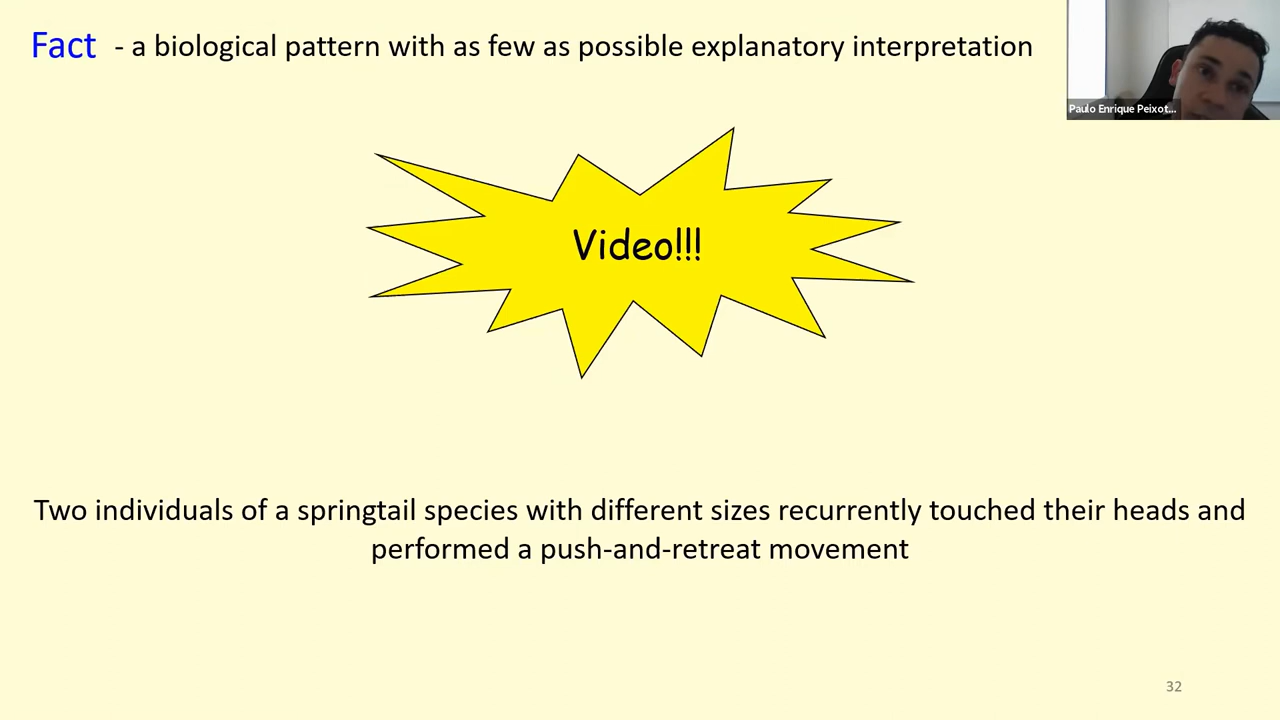 Fact - a biological pattern with as few as possible explanatory interpretation
Paulo Enrique Peixot...
Video!!!
Two individuals of a springtail species with different sizes recurrently touched their heads and
performed a push-and-retreat movement
32